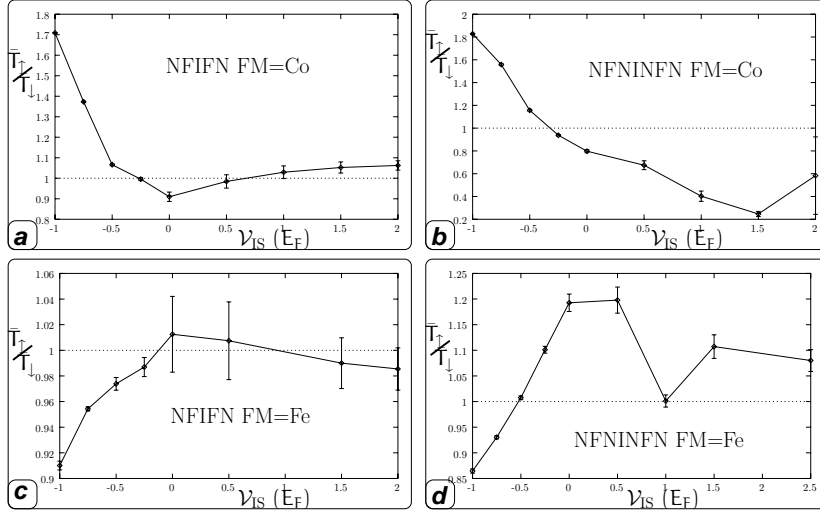 1.8
1.7
1.6
1.5
1.4
1.3
1.2
1.1
1
0.9
0.8
T̄↑/T̄↓
NFIFN FM=Co
-1 -0.5 0 0.5 1 1.5 2
𝒱IS (EF)
a
2
1.8
1.6
1.4
1.2
1
0.8
0.6
0.4
0.2
T̄↑/T̄↓
NFNINFN FM=Co
-1 -0.5 0 0.5 1 1.5 2
𝒱IS (EF)
b
1.06
1.04
1.02
1
0.98
0.96
0.94
0.92
0.9
T̄↑/T̄↓
NFIFN FM=Fe
-1 -0.5 0 0.5 1 1.5 2
𝒱IS (EF)
c
1.25
1.2
1.15
1.10
1.05
1
0.95
0.9
0.85
T̄↑/T̄↓
NFNINFN FM=Fe
-1 -0.5 0 0.5 1 1.5 2 2.5
𝒱IS (EF)
d